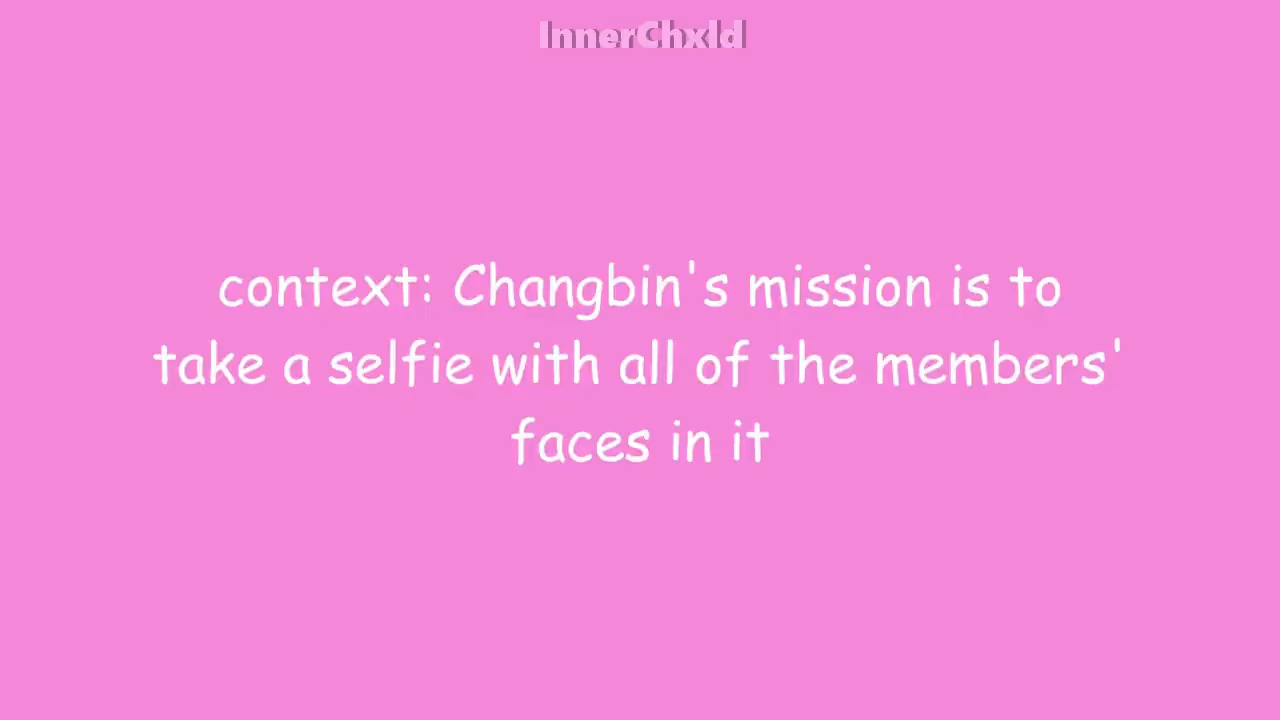 InnerChxld
context: Changbin's mission is to
take a selfie with all of the members'
faces in it